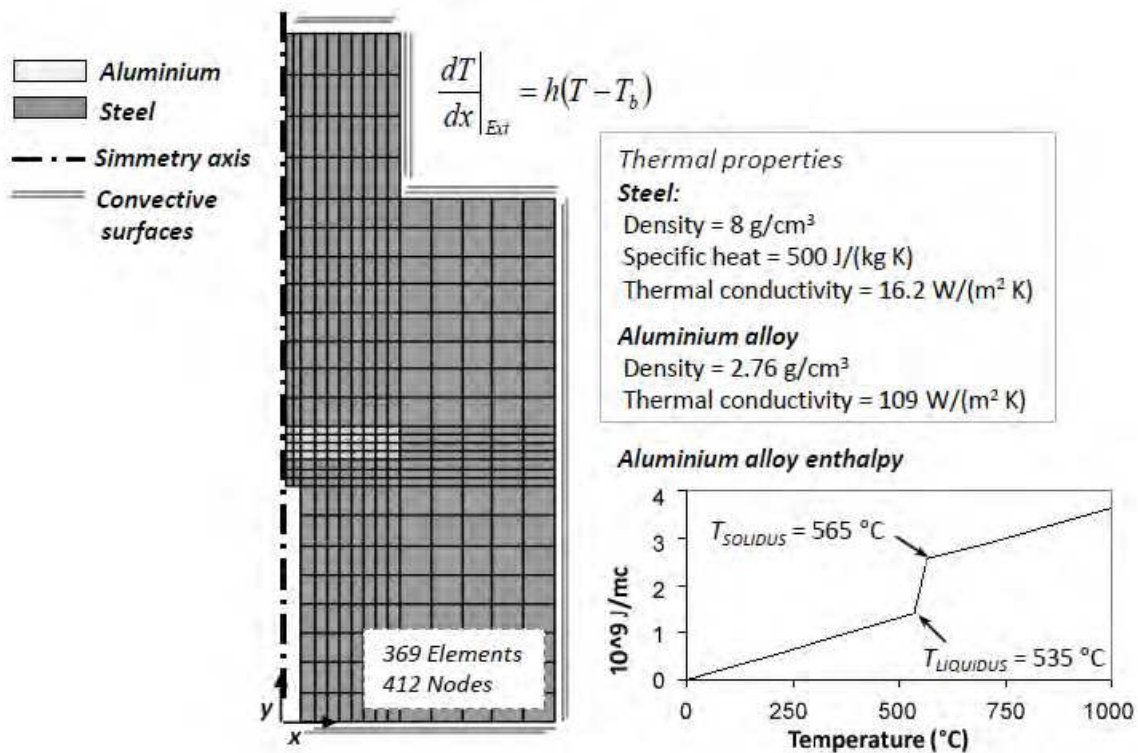 Aluminium
Steel
Simmetry axis
Convective
surfaces
dT/dx|Ext = h(T − Tb)
Thermal properties
Steel:
Density = 8 g/cm³
Specific heat = 500 J/(kg K)
Thermal conductivity = 16.2 W/(m² K)
Aluminium alloy
Density = 2.76 g/cm³
Thermal conductivity = 109 W/(m² K)
Aluminium alloy enthalpy
10^9 J/mc
4
3
2
1
0
TSOLIDUS = 565 °C
TLIQUIDUS = 535 °C
0 250 500 750 1000
Temperature (°C)
369 Elements
412 Nodes
y
x